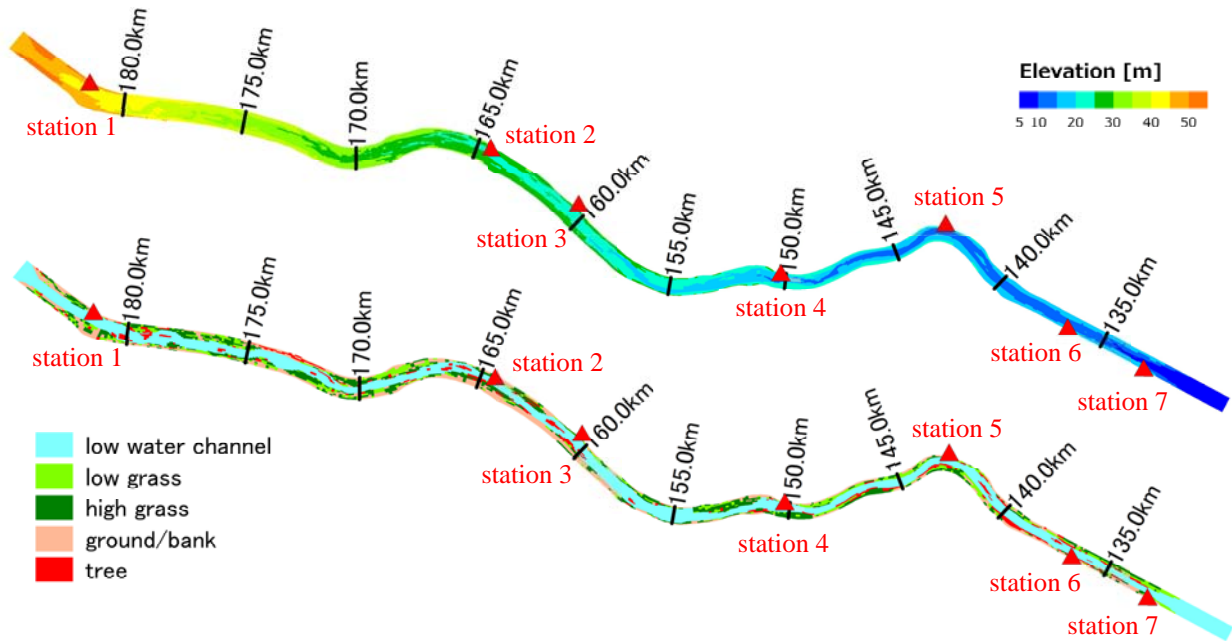 180.0km
175.0km
170.0km
165.0km
160.0km
155.0km
150.0km
145.0km
140.0km
135.0km
station 1
station 2
station 3
station 4
station 5
station 6
station 7
Elevation [m]
5 10 20 30 40 50
180.0km
175.0km
170.0km
165.0km
160.0km
155.0km
150.0km
145.0km
140.0km
135.0km
station 1
station 2
station 3
station 4
station 5
station 6
station 7
low water channel
low grass
high grass
ground/bank
tree